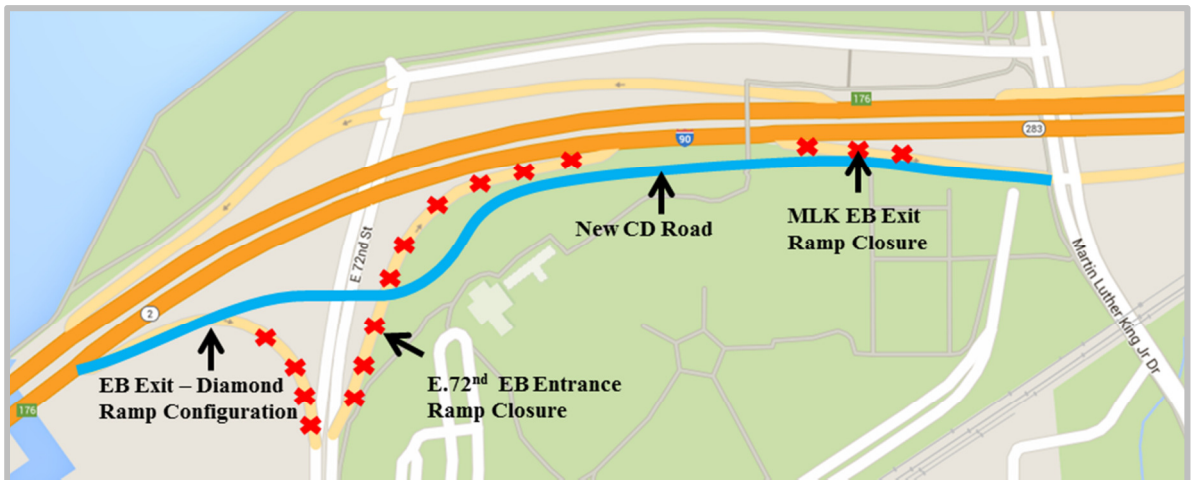 176
90
283
E 72nd St
New CD Road
MLK EB Exit
Ramp Closure
Martin Luther King Jr Dr
2
EB Exit – Diamond
Ramp Configuration
E.72nd EB Entrance
Ramp Closure
176